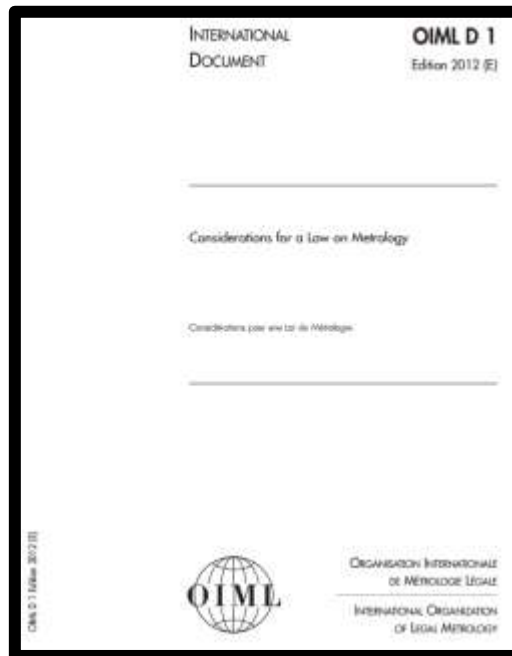 INTERNATIONAL
DOCUMENT
OIML D 1
Edition 2012 (E)
Considerations for a Law on Metrology
Considérations pour une Loi de Métrologie
OIML D 1 Edition 2012 (E)
OIML
ORGANISATION INTERNATIONALE
DE MÉTROLOGIE LÉGALE
INTERNATIONAL ORGANIZATION
OF LEGAL METROLOGY